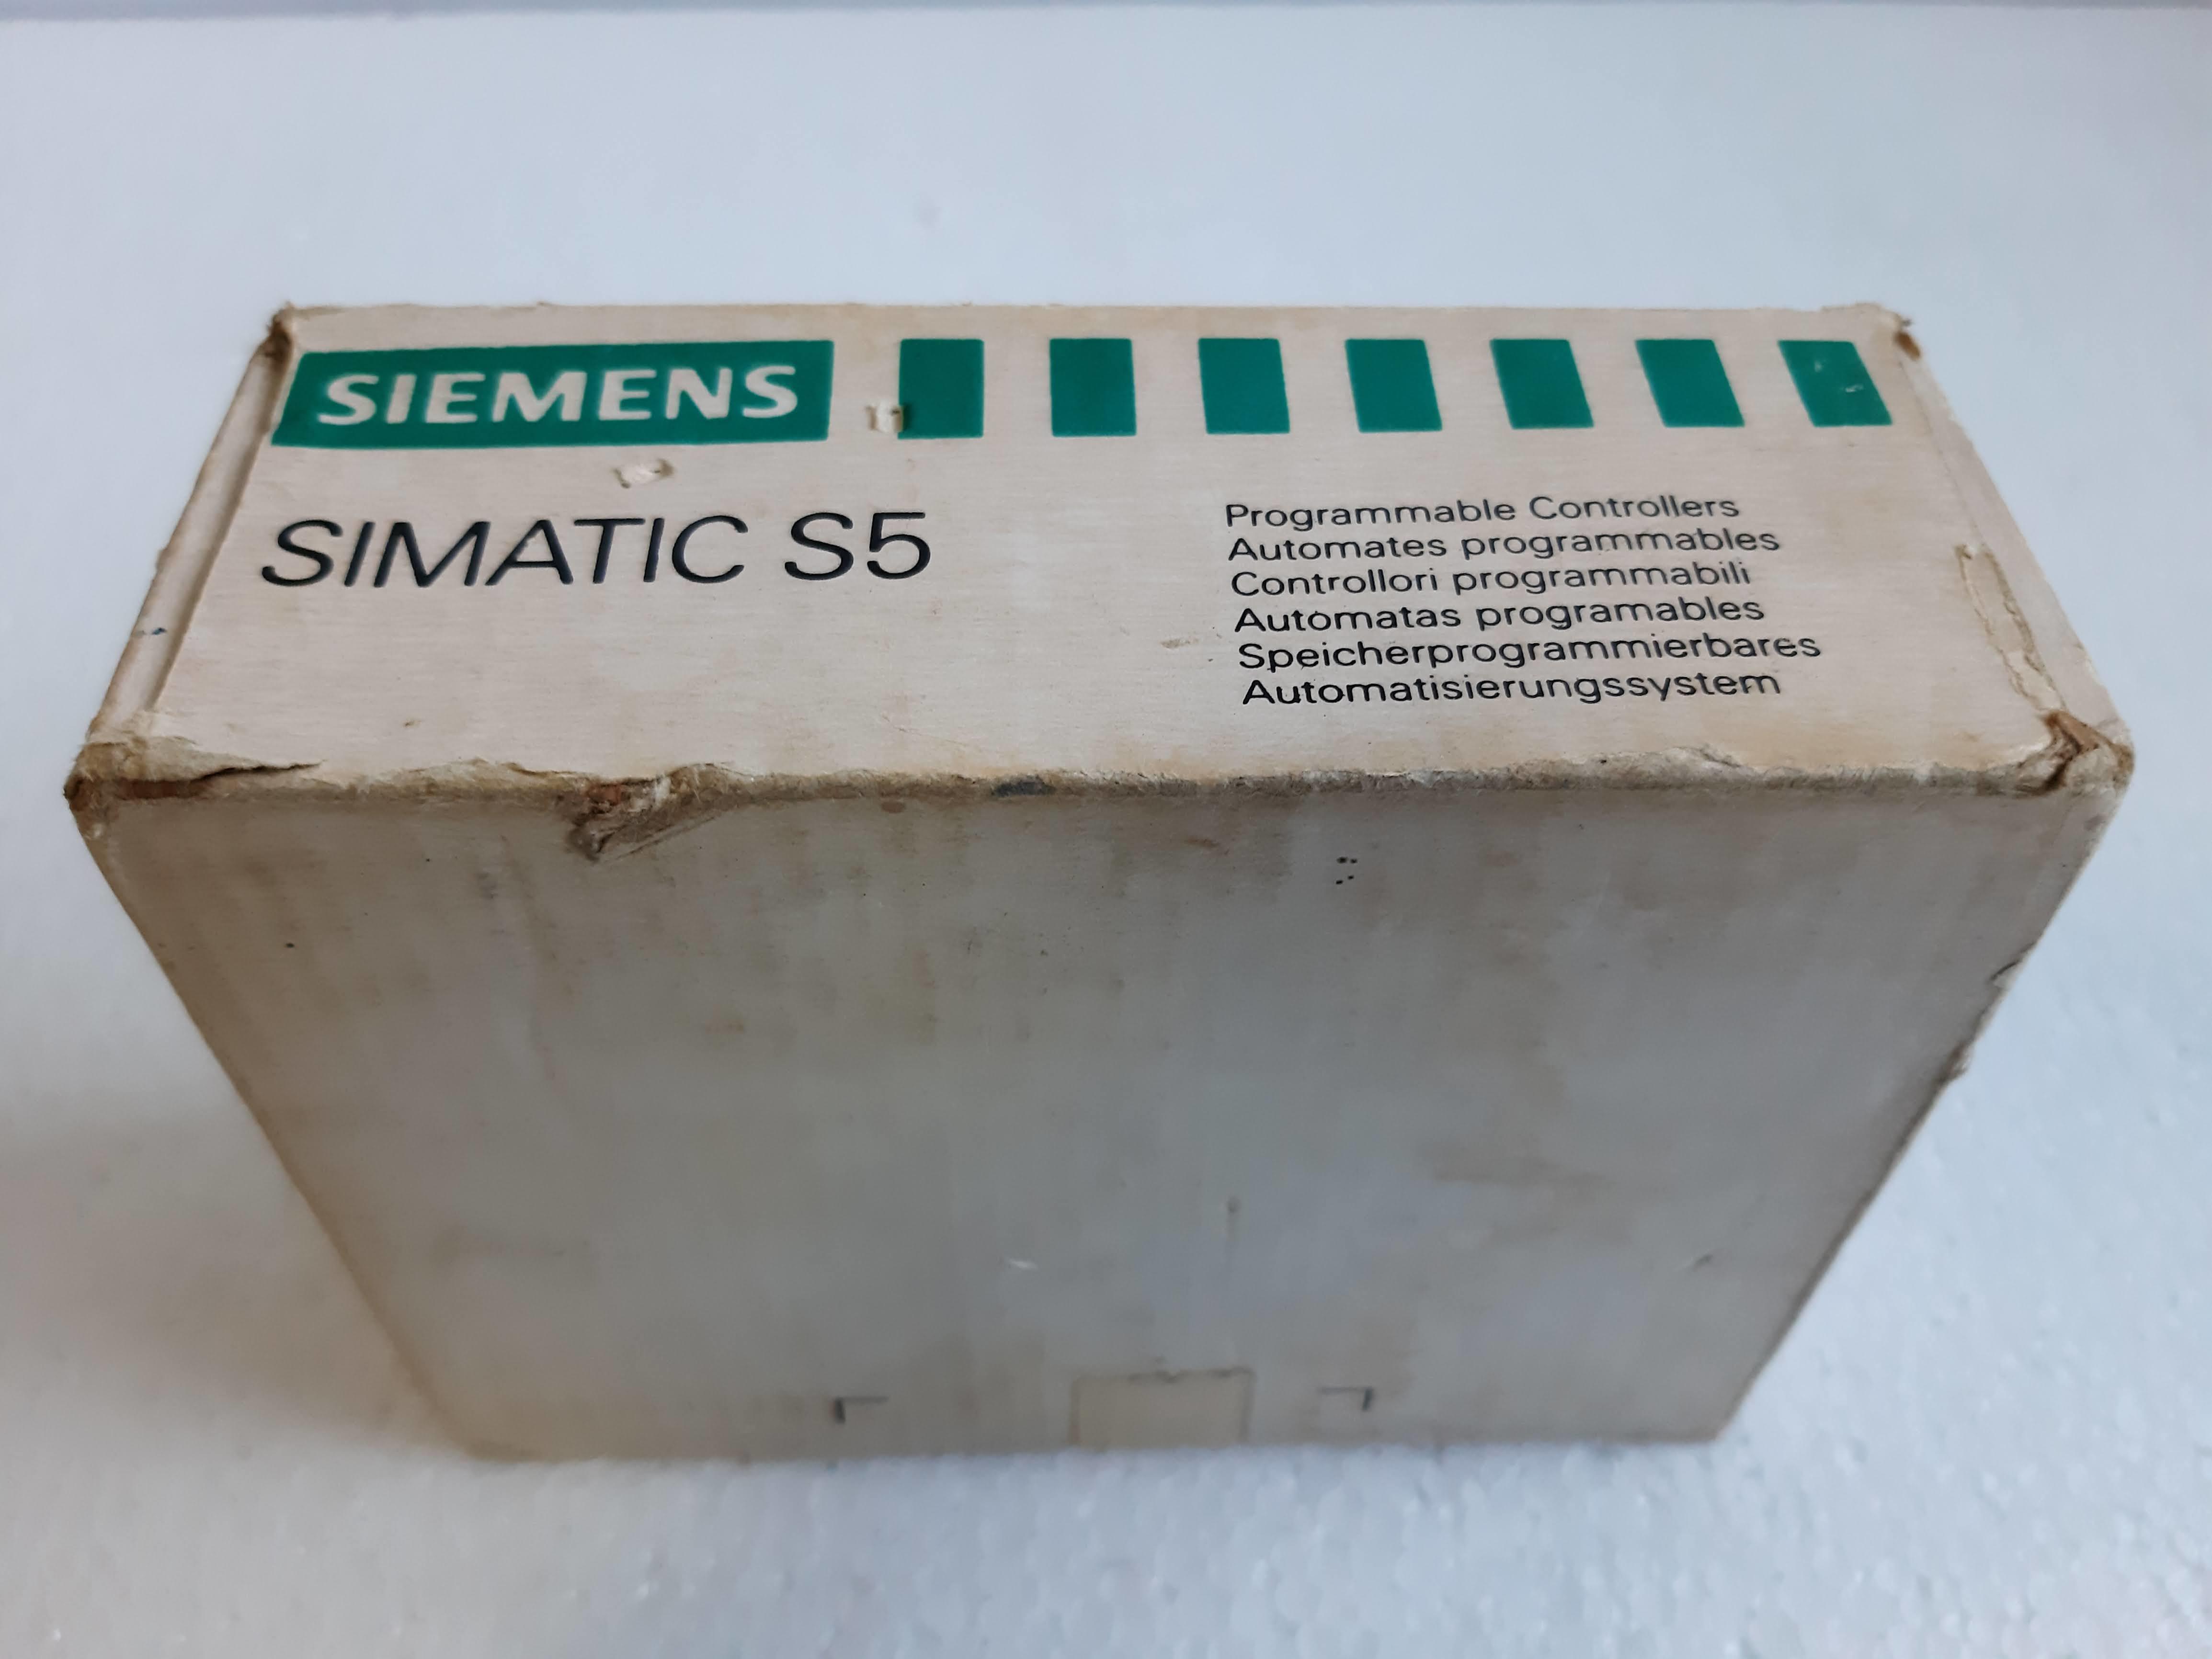 SIEMENS
SIMATIC S5
Programmable Controllers
Automates programmables
Controllori programmabili
Automatas programables
Speicherprogrammierbares
Automatisierungssystem